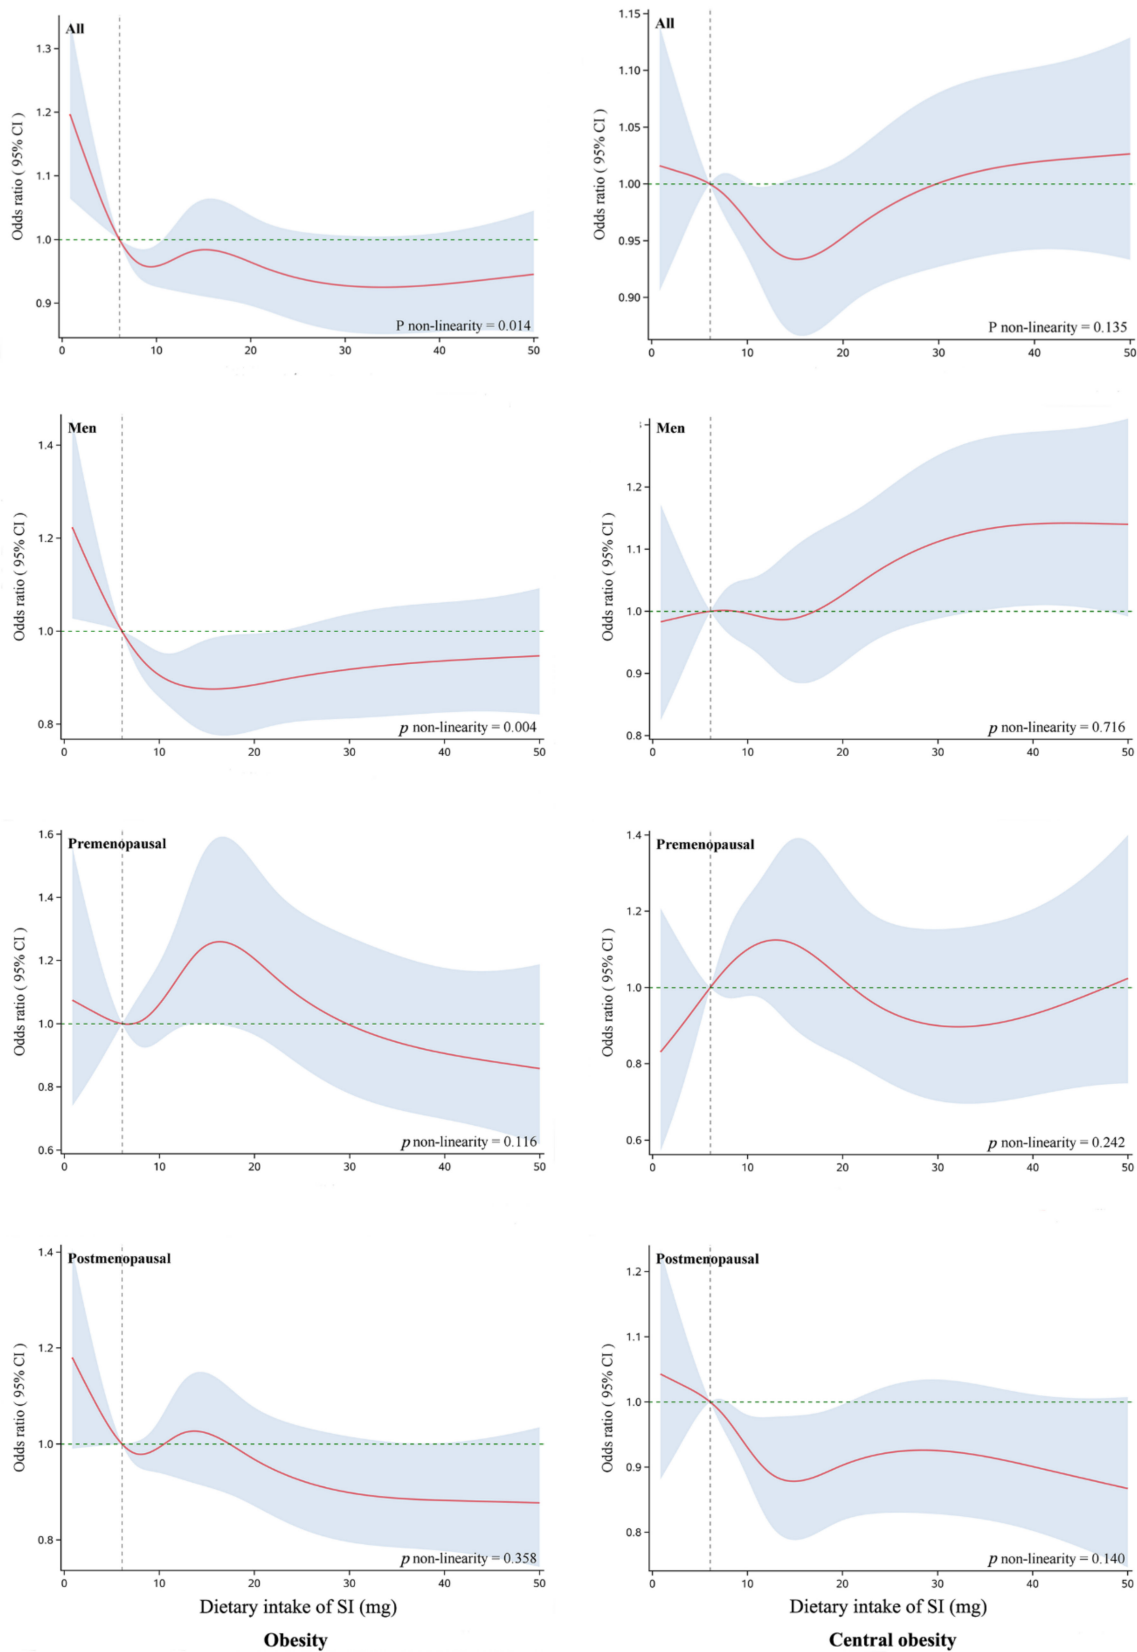 All
1.3
1.2
1.1
1.0
0.9
Odds ratio ( 95% CI )
P non-linearity = 0.014
0 10 20 30 40 50
All
1.15
1.10
1.05
1.00
0.95
0.90
Odds ratio ( 95% CI )
P non-linearity = 0.135
0 10 20 30 40 50
Men
1.4
1.2
1.0
0.8
Odds ratio ( 95% CI )
p non-linearity = 0.004
0 10 20 30 40 50
Men
1.2
1.1
1.0
0.9
0.8
Odds ratio ( 95% CI )
p non-linearity = 0.716
0 10 20 30 40 50
Premenopausal
1.6
1.4
1.2
1.0
0.8
0.6
Odds ratio ( 95% CI )
p non-linearity = 0.116
0 10 20 30 40 50
Premenopausal
1.4
1.2
1.0
0.8
0.6
Odds ratio ( 95% CI )
p non-linearity = 0.242
0 10 20 30 40 50
Postmenopausal
1.4
1.2
1.0
0.8
Odds ratio ( 95% CI )
p non-linearity = 0.358
0 10 20 30 40 50
Dietary intake of SI (mg)
Obesity
Postmenopausal
1.2
1.1
1.0
0.9
0.8
Odds ratio ( 95% CI )
p non-linearity = 0.140
0 10 20 30 40 50
Dietary intake of SI (mg)
Central obesity